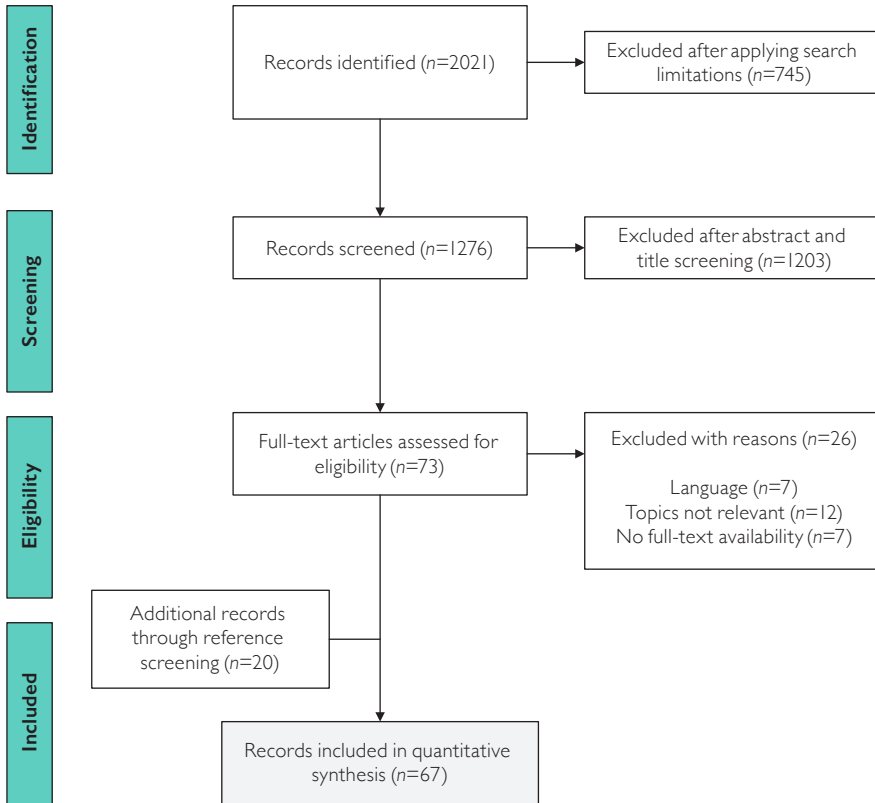 Identification
Records identified (n=2021)
Excluded after applying search
limitations (n=745)
Screening
Records screened (n=1276)
Excluded after abstract and
title screening (n=1203)
Eligibility
Full-text articles assessed for
eligibility (n=73)
Excluded with reasons (n=26)
Language (n=7)
Topics not relevant (n=12)
No full-text availability (n=7)
Included
Additional records
through reference
screening (n=20)
Records included in quantitative
synthesis (n=67)